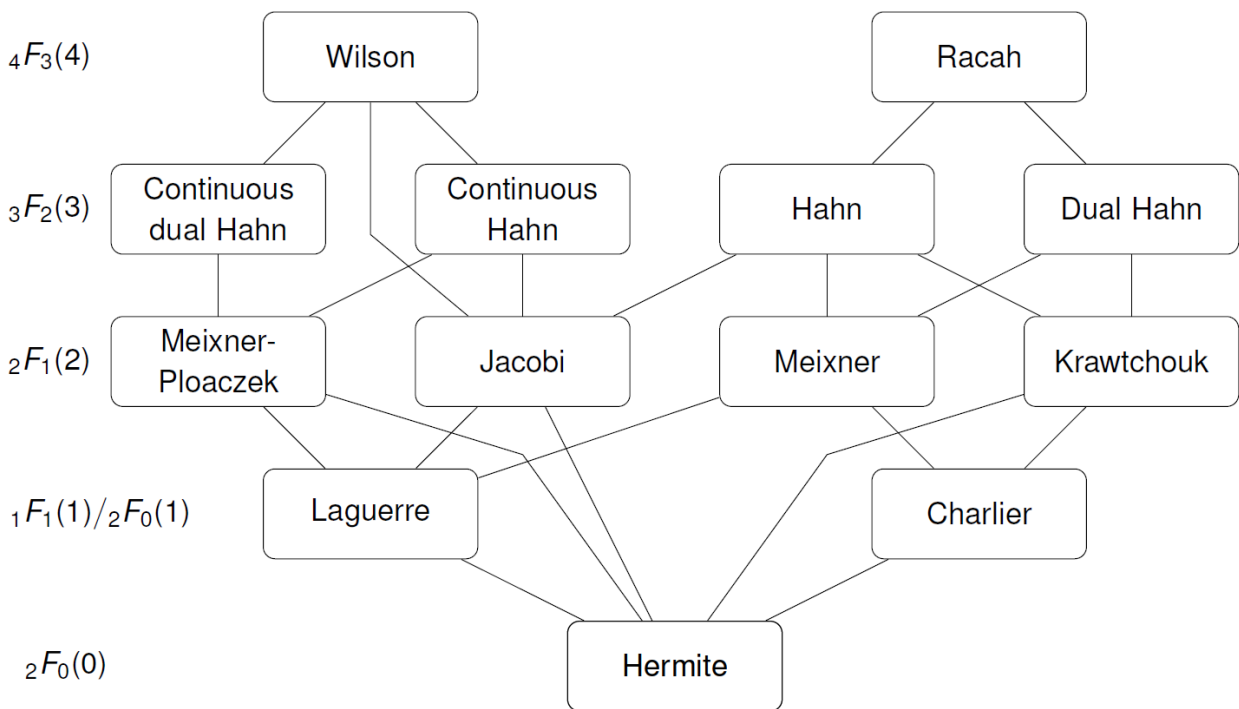 ₄F₃(4)
Wilson
Racah
₃F₂(3)
Continuous
dual Hahn
Continuous
Hahn
Hahn
Dual Hahn
₂F₁(2)
Meixner-
Ploaczek
Jacobi
Meixner
Krawtchouk
₁F₁(1)/₂F₀(1)
Laguerre
Charlier
₂F₀(0)
Hermite